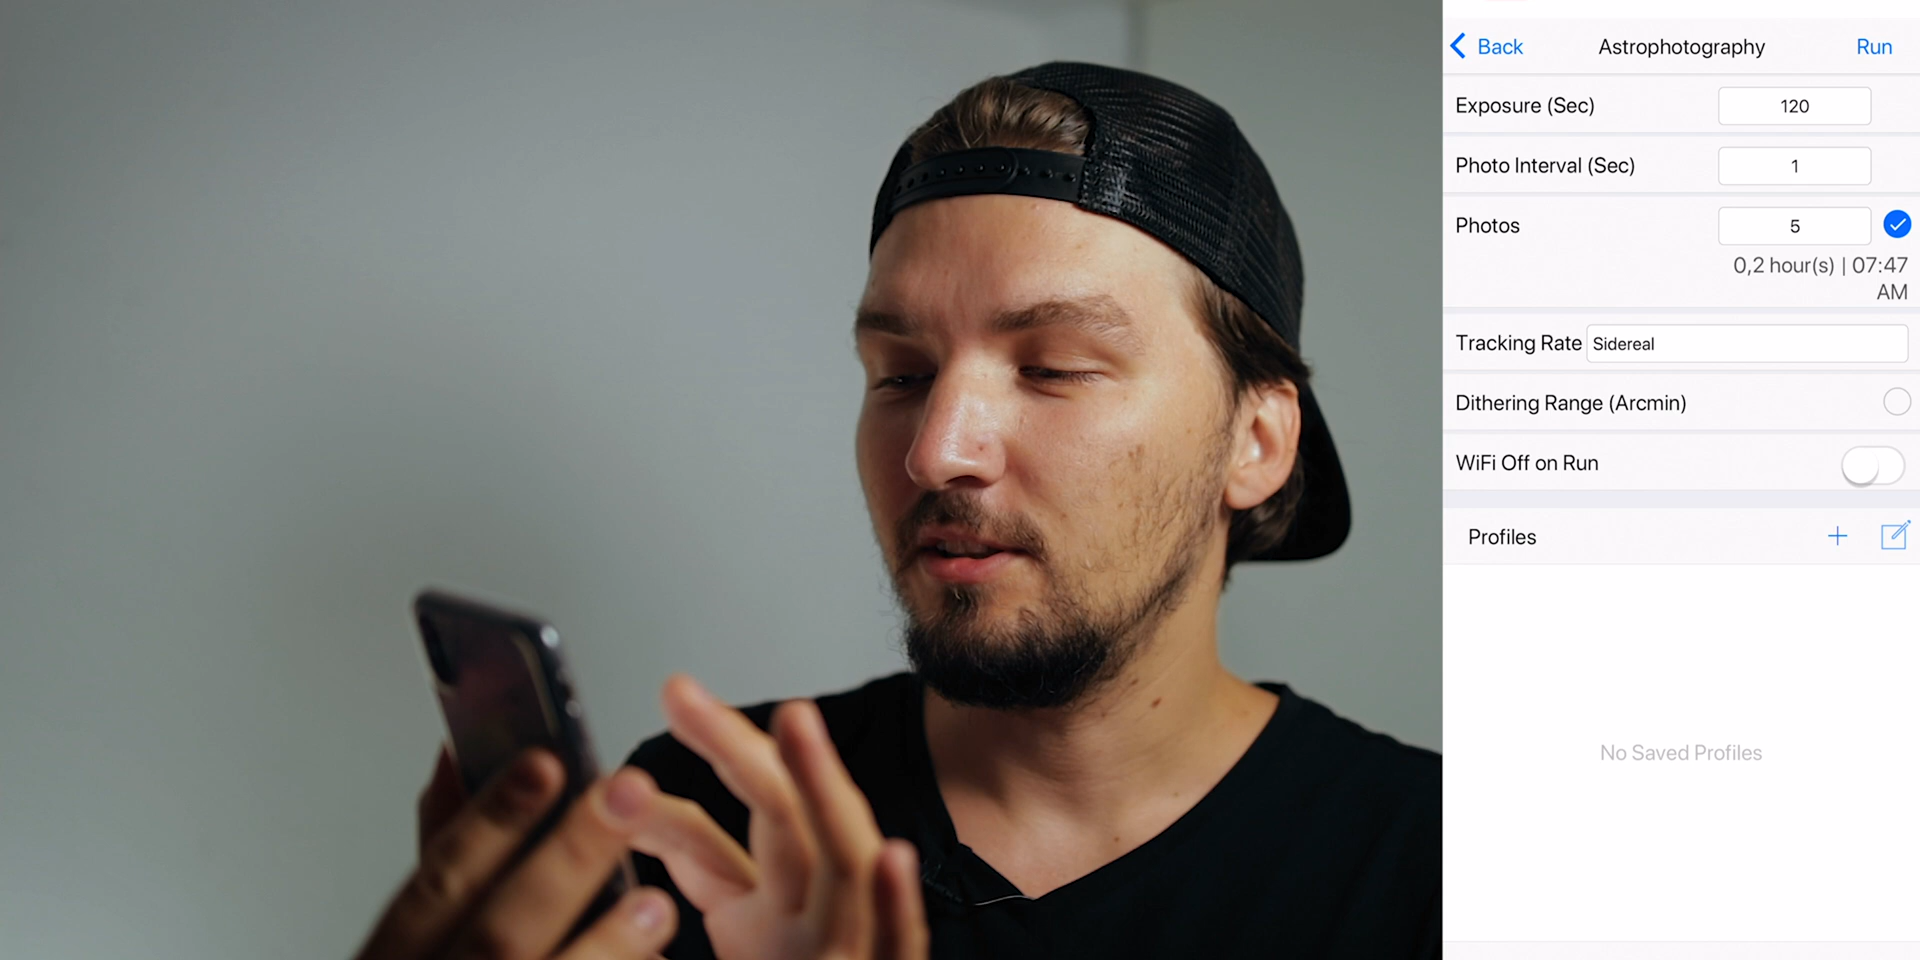 Back Astrophotography Run
Exposure (Sec) 120
Photo Interval (Sec) 1
Photos 5
0,2 hour(s) | 07:47
AM
Tracking Rate Sidereal
Dithering Range (Arcmin)
WiFi Off on Run
Profiles +
No Saved Profiles